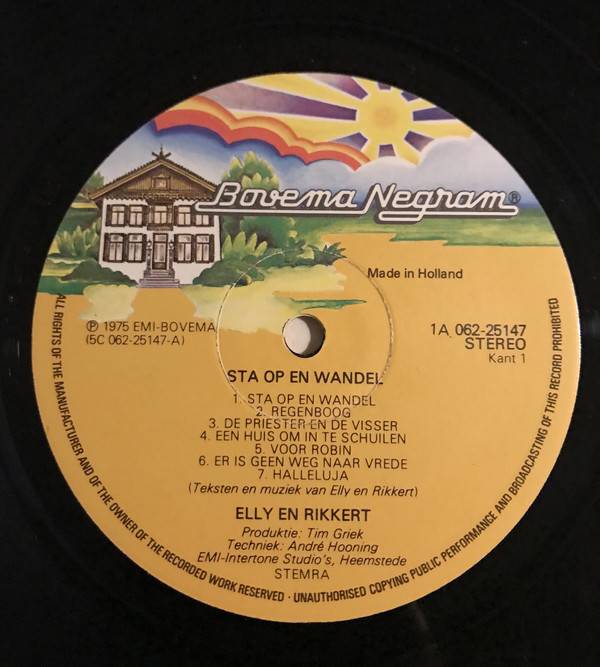 Bovema Negram®
Made in Holland
℗ 1975 EMI-BOVEMA
(5C 062-25147-A)
1A 062-25147
STEREO
Kant 1
STA OP EN WANDEL
1. STA OP EN WANDEL
2. REGENBOOG
3. DE PRIESTER EN DE VISSER
4. EEN HUIS OM IN TE SCHUILEN
5. VOOR ROBIN
6. ER IS GEEN WEG NAAR VREDE
7. HALLELUJA
(Teksten en muziek van Elly en Rikkert)
ELLY EN RIKKERT
Produktie: Tim Griek
Techniek: André Hooning
EMI-Intertone Studio's, Heemstede
STEMRA
ALL RIGHTS OF THE MANUFACTURER AND OF THE OWNER OF THE RECORDED WORK RESERVED · UNAUTHORISED COPYING PUBLIC PERFORMANCE AND BROADCASTING OF THIS RECORD PROHIBITED